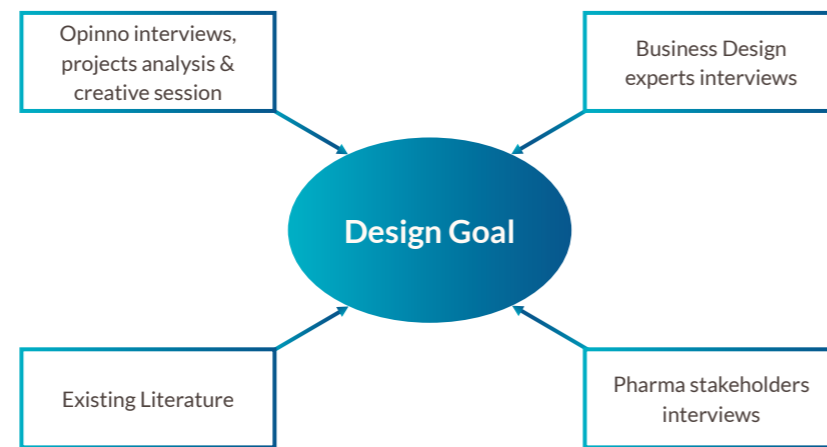 Opinno interviews,
projects analysis &
creative session
Business Design
experts interviews
Design Goal
Existing Literature
Pharma stakeholders
interviews